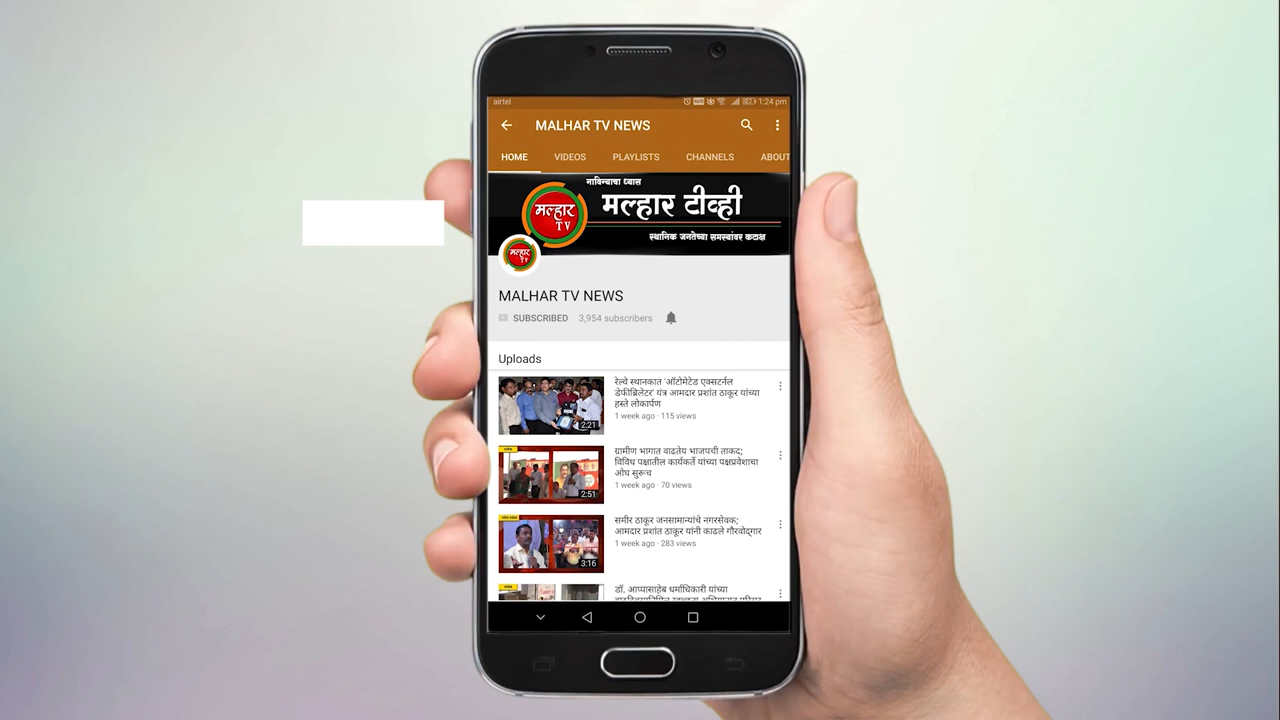 airtel
1:24 pm
MALHAR TV NEWS
HOME VIDEOS PLAYLISTS CHANNELS ABOUT
नाविन्याचा ध्यास
मल्हार टीव्ही
मल्हार
TV
स्थानिक जनतेच्या समस्यांवर कटाक्ष
मल्हार
TV
MALHAR TV NEWS
SUBSCRIBED 3,954 subscribers
Uploads
रेल्वे स्थानकात 'ऑटोमेटेड एक्सटर्नल
डेफीब्रिलेटर' यंत्र आमदार प्रशांत ठाकूर यांच्या
हस्ते लोकार्पण
1 week ago · 115 views
2:21
ग्रामीण भागात वाढतेय भाजपची ताकद;
विविध पक्षातील कार्यकर्ते यांच्या पक्षप्रवेशाचा
ओघ सुरूच
1 week ago · 70 views
2:51
समीर ठाकूर जनसामान्यांचे नगरसेवक;
आमदार प्रशांत ठाकूर यांनी काढले गौरवोद्गार
1 week ago · 283 views
3:16
डॉ. आप्पासाहेब धर्माधिकारी यांच्या